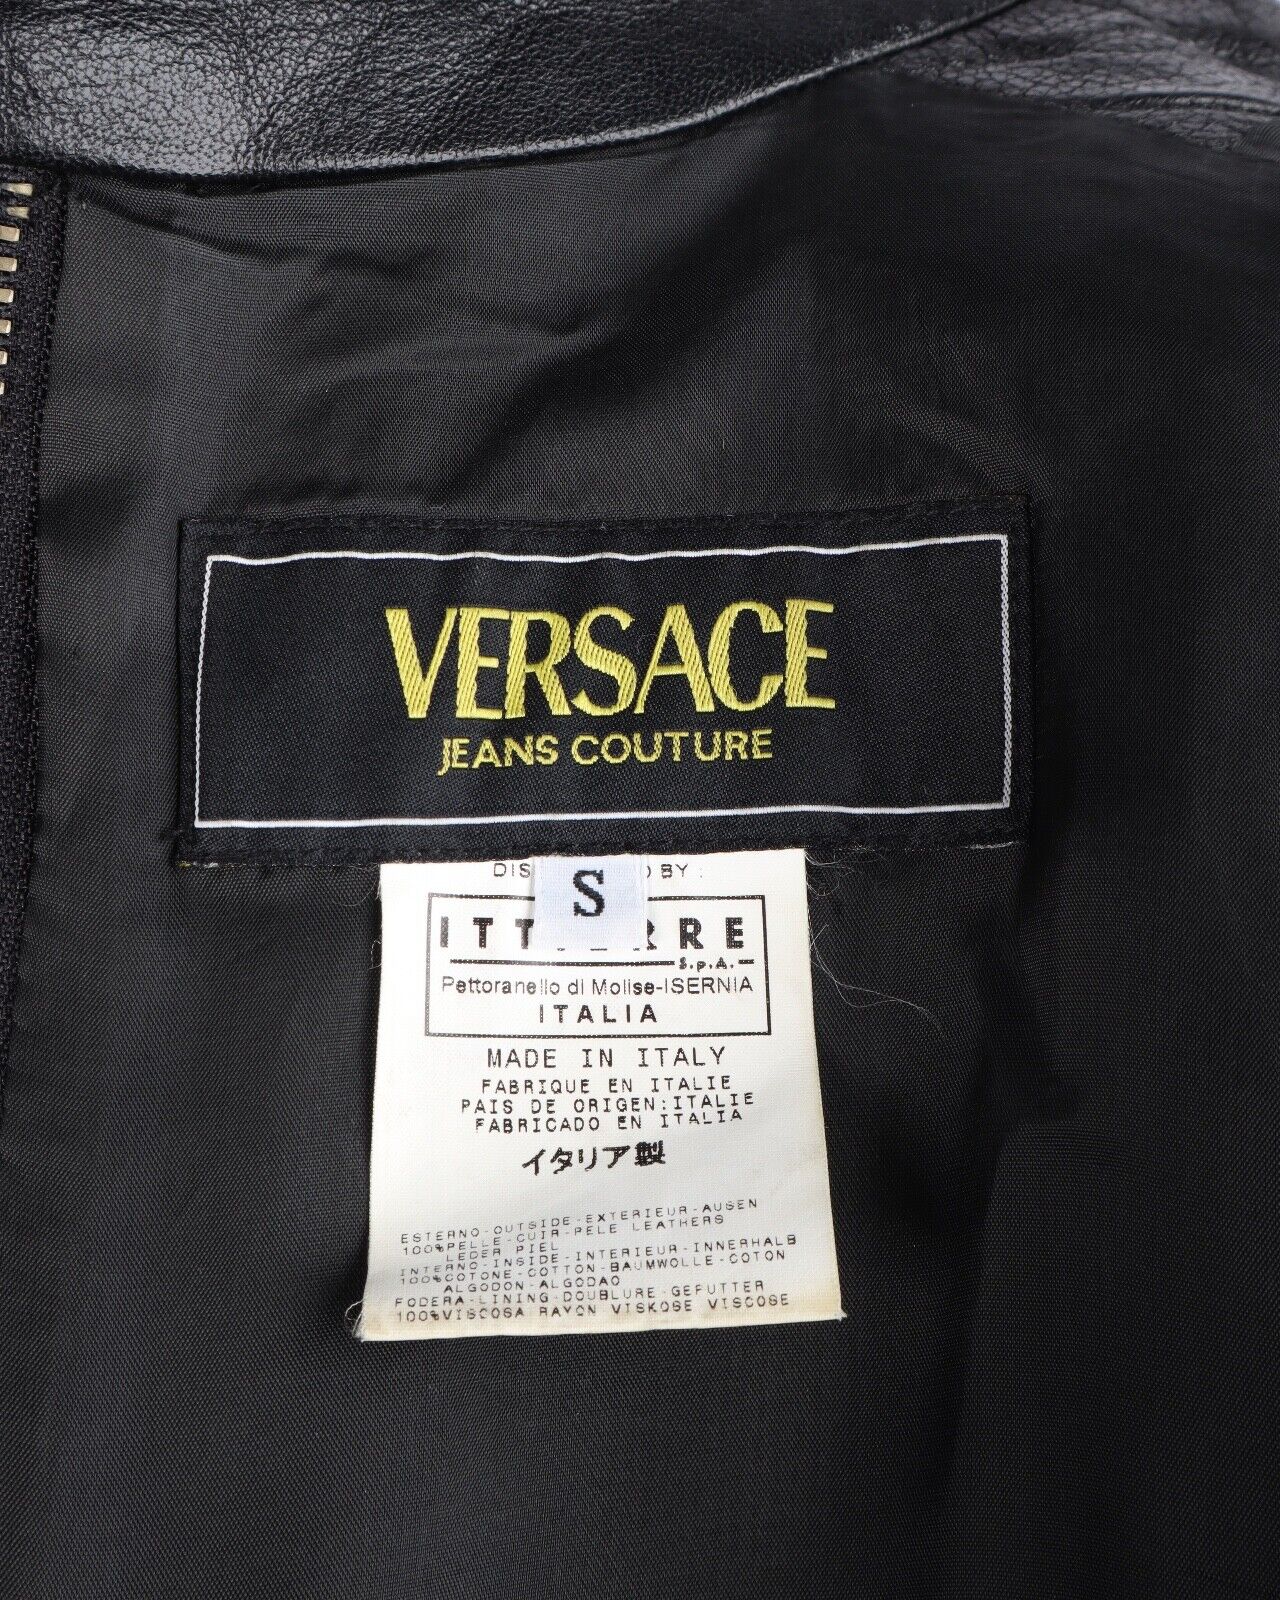 VERSACE
JEANS COUTURE
S
BY :
S.p.A.
Pettoranello di Molise-ISERNIA
ITALIA
MADE IN ITALY
FABRIQUE EN ITALIE
PAIS DE ORIGEN:ITALIE
FABRICADO EN ITALIA
イタリア製
ESTERNO-OUTSIDE-EXTERIEUR-AUSEN
100%PELLE-CUIR-PELE LEATHERS
LEDER PIEL
INTERNO-INSIDE-INTERIEUR-INNERHALB
100%COTONE-COTTON-BAUMWOLLE-COTON
ALGODON-ALGODAO
FODERA-LINING-DOUBLURE-GEFUTTER
100%VISCOSA RAYON VISKOSE VISCOSE